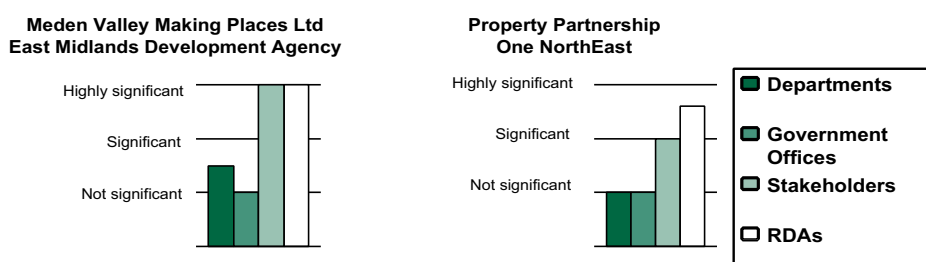 Meden Valley Making Places Ltd
East Midlands Development Agency
Highly significant
Significant
Not significant
Property Partnership
One NorthEast
Highly significant
Significant
Not significant
Departments
Government
Offices
Stakeholders
RDAs